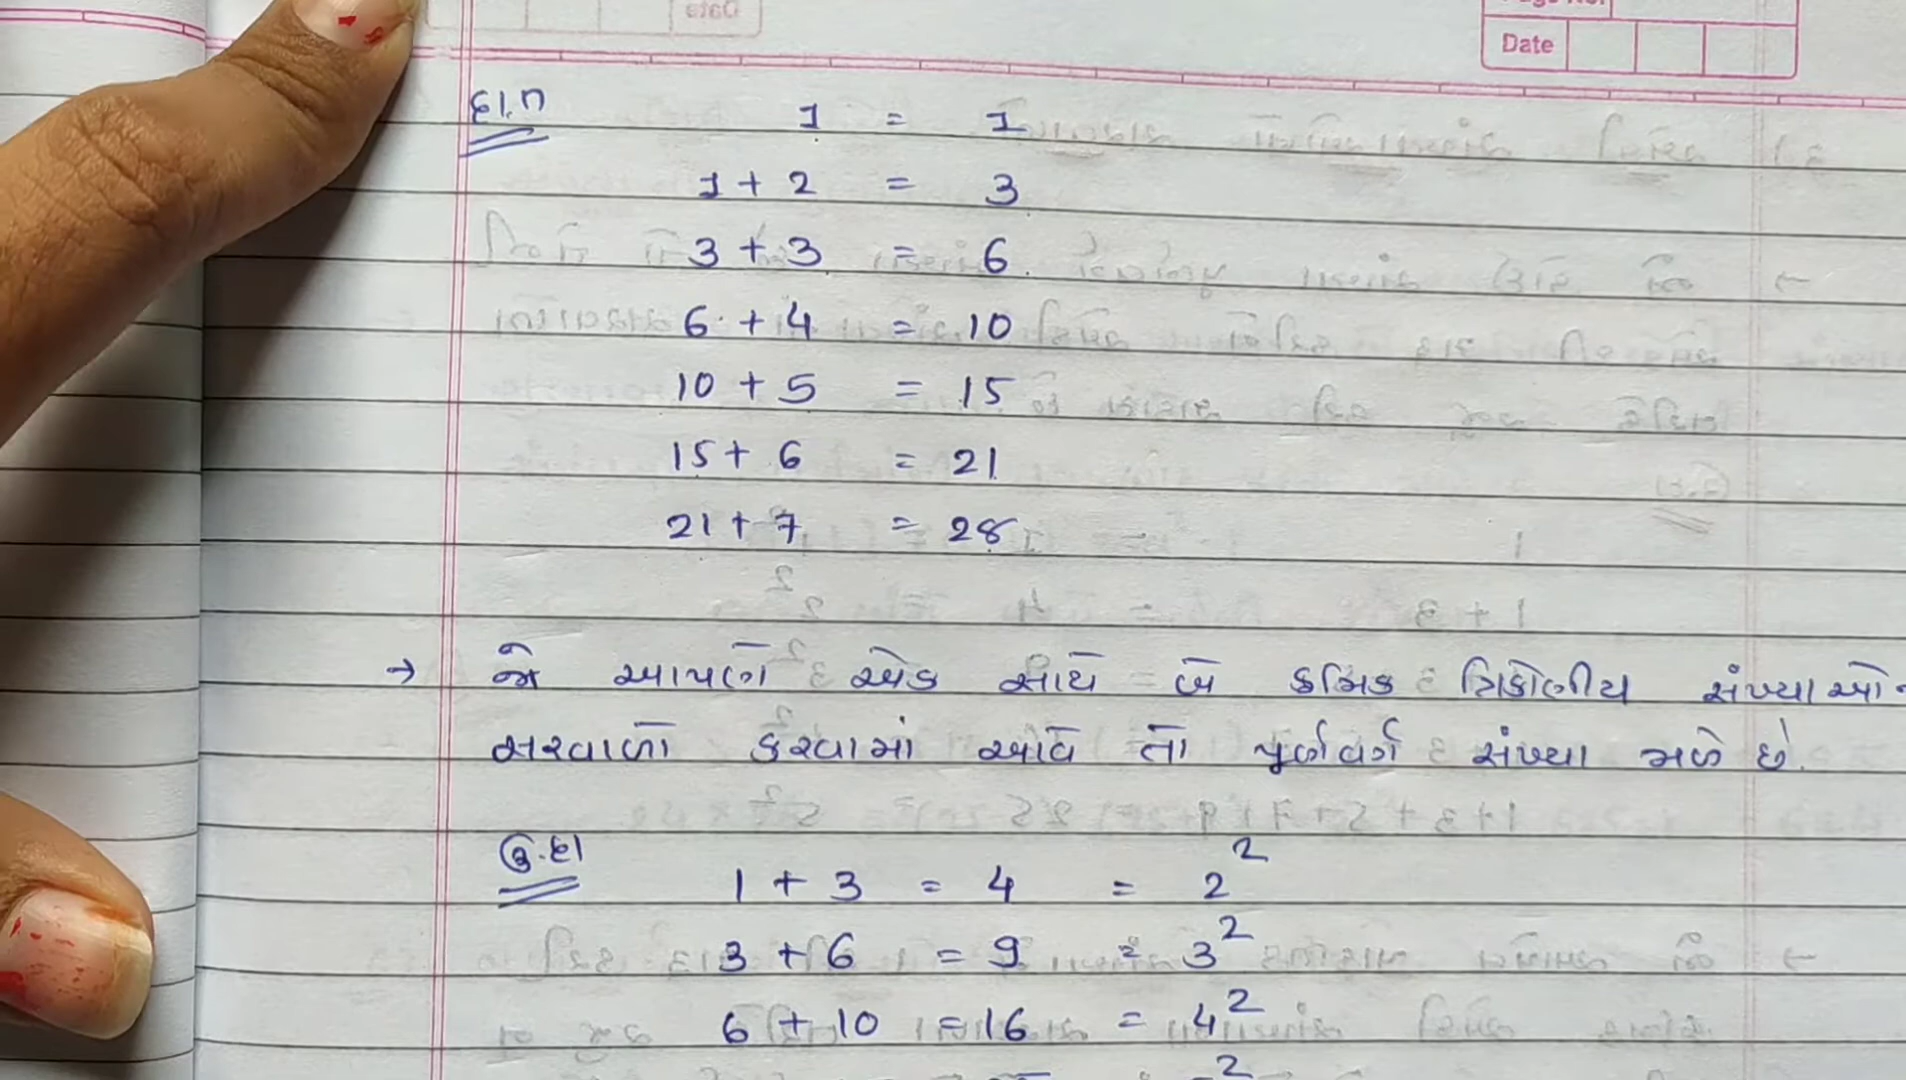 Date
દા.ત
1 = 1
1 + 2 = 3
3 + 3 = 6
6 + 4 = 10
10 + 5 = 15
15 + 6 = 21
21 + 7 = 28
→ જો આપણે એક સાથે બે ક્રમિક ત્રિકોણીય સંખ્યાઓનો
સરવાળો કરવામાં આવે તો પૂર્ણવર્ગ સંખ્યા મળે છે.
ઉ.દા
1 + 3 = 4 = 2²
3 + 6 = 9 = 3²
6 + 10 = 16 = 4²